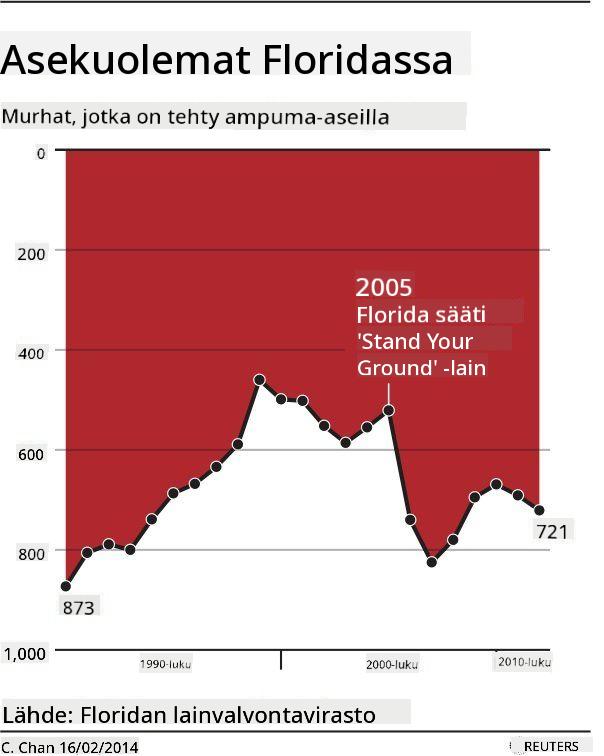 Asekuolemat Floridassa
Murhat, jotka on tehty ampuma-aseilla
0
200
2005
Florida sääti
'Stand Your
Ground' -lain
400
600
721
800
873
1,000
1990-luku
2000-luku
2010-luku
Lähde: Floridan lainvalvontavirasto
C. Chan 16/02/2014
REUTERS